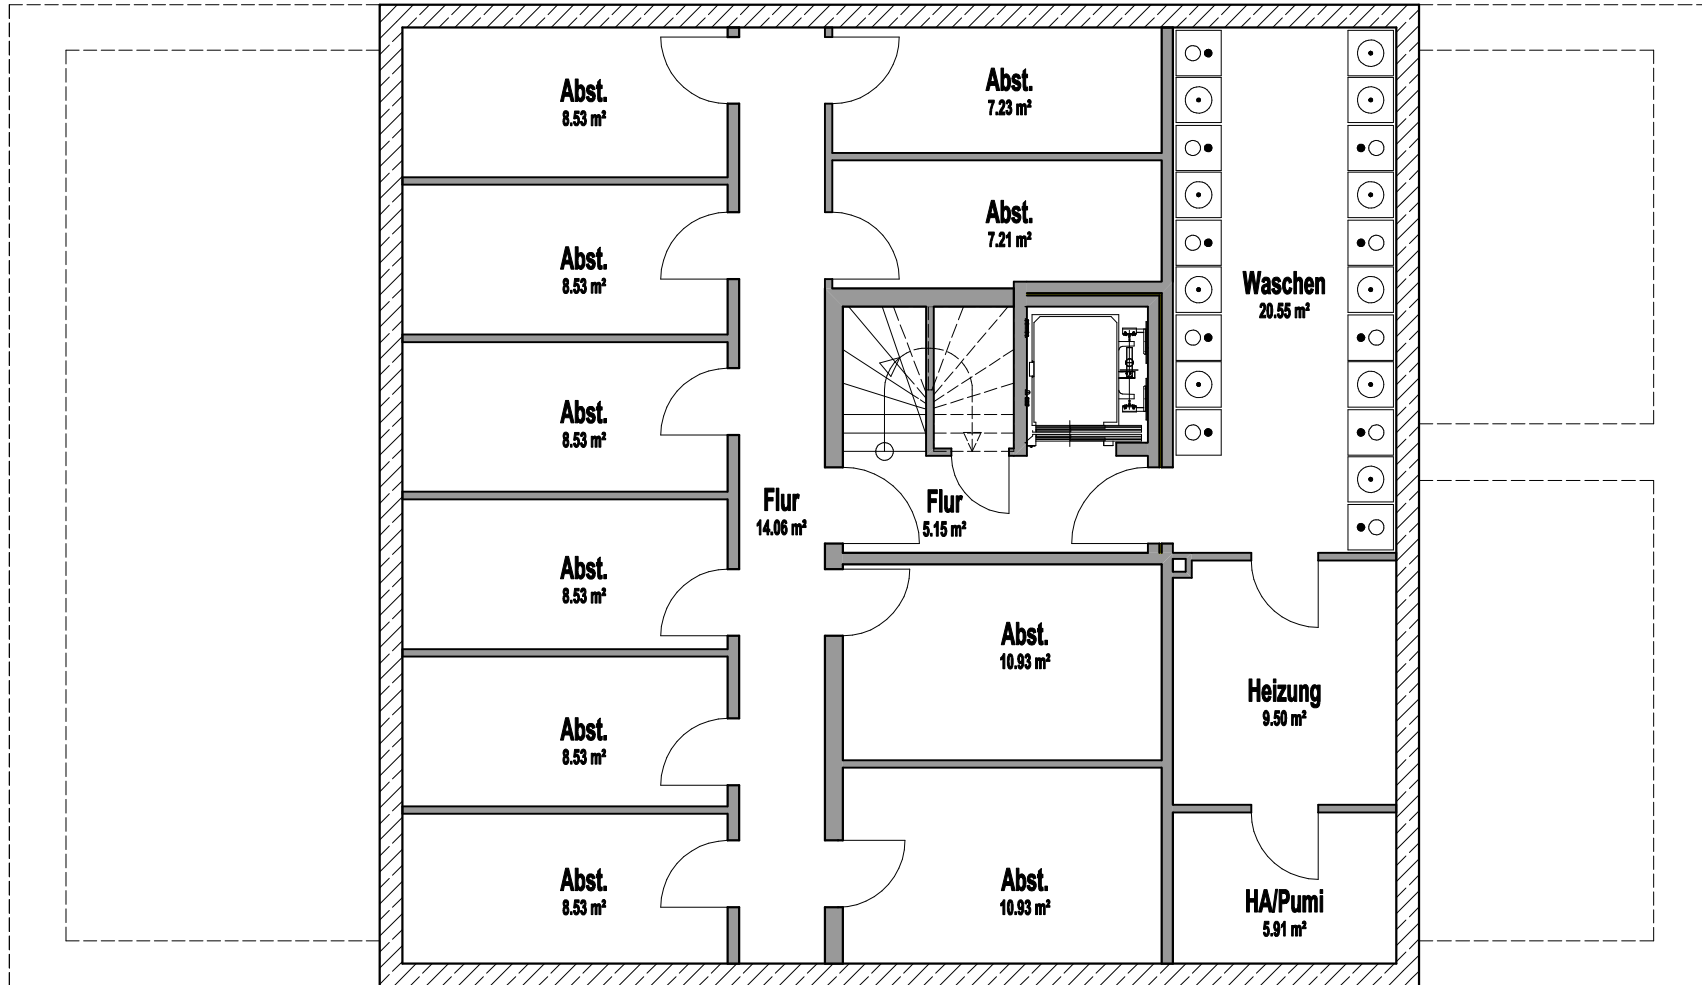 Abst.
8.53 m²
Abst.
7.23 m²
Abst.
7.21 m²
Abst.
8.53 m²
Waschen
20.55 m²
Abst.
8.53 m²
Flur
14.06 m²
Flur
5.15 m²
Abst.
8.53 m²
Abst.
10.93 m²
Heizung
9.50 m²
Abst.
8.53 m²
Abst.
8.53 m²
Abst.
10.93 m²
HA/Pumi
5.91 m²